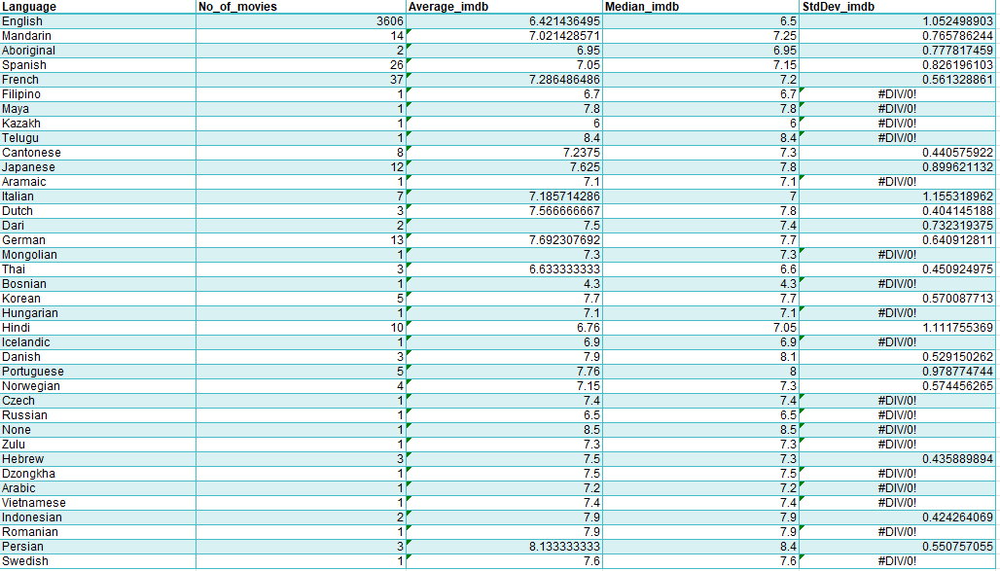 Language No_of_movies Average_imdb Median_imdb StdDev_imdb
English 3606 6.421436495 6.5 1.052498903
Mandarin 14 7.021428571 7.25 0.765786244
Aboriginal 2 6.95 6.95 0.777817459
Spanish 26 7.05 7.15 0.826196103
French 37 7.286486486 7.2 0.561328861
Filipino 1 6.7 6.7 #DIV/0!
Maya 1 7.8 7.8 #DIV/0!
Kazakh 1 6 6 #DIV/0!
Telugu 1 8.4 8.4 #DIV/0!
Cantonese 8 7.2375 7.3 0.440575922
Japanese 12 7.625 7.8 0.899621132
Aramaic 1 7.1 7.1 #DIV/0!
Italian 7 7.185714286 7 1.155318962
Dutch 3 7.566666667 7.8 0.404145188
Dari 2 7.5 7.4 0.732319375
German 13 7.692307692 7.7 0.640912811
Mongolian 1 7.3 7.3 #DIV/0!
Thai 3 6.633333333 6.6 0.450924975
Bosnian 1 4.3 4.3 #DIV/0!
Korean 5 7.7 7.7 0.570087713
Hungarian 1 7.1 7.1 #DIV/0!
Hindi 10 6.76 7.05 1.111755369
Icelandic 1 6.9 6.9 #DIV/0!
Danish 3 7.9 8.1 0.529150262
Portuguese 5 7.76 8 0.978774744
Norwegian 4 7.15 7.3 0.574456265
Czech 1 7.4 7.4 #DIV/0!
Russian 1 6.5 6.5 #DIV/0!
None 1 8.5 8.5 #DIV/0!
Zulu 1 7.3 7.3 #DIV/0!
Hebrew 3 7.5 7.3 0.435889894
Dzongkha 1 7.5 7.5 #DIV/0!
Arabic 1 7.2 7.2 #DIV/0!
Vietnamese 1 7.4 7.4 #DIV/0!
Indonesian 2 7.9 7.9 0.424264069
Romanian 1 7.9 7.9 #DIV/0!
Persian 3 8.133333333 8.4 0.550757055
Swedish 1 7.6 7.6 #DIV/0!